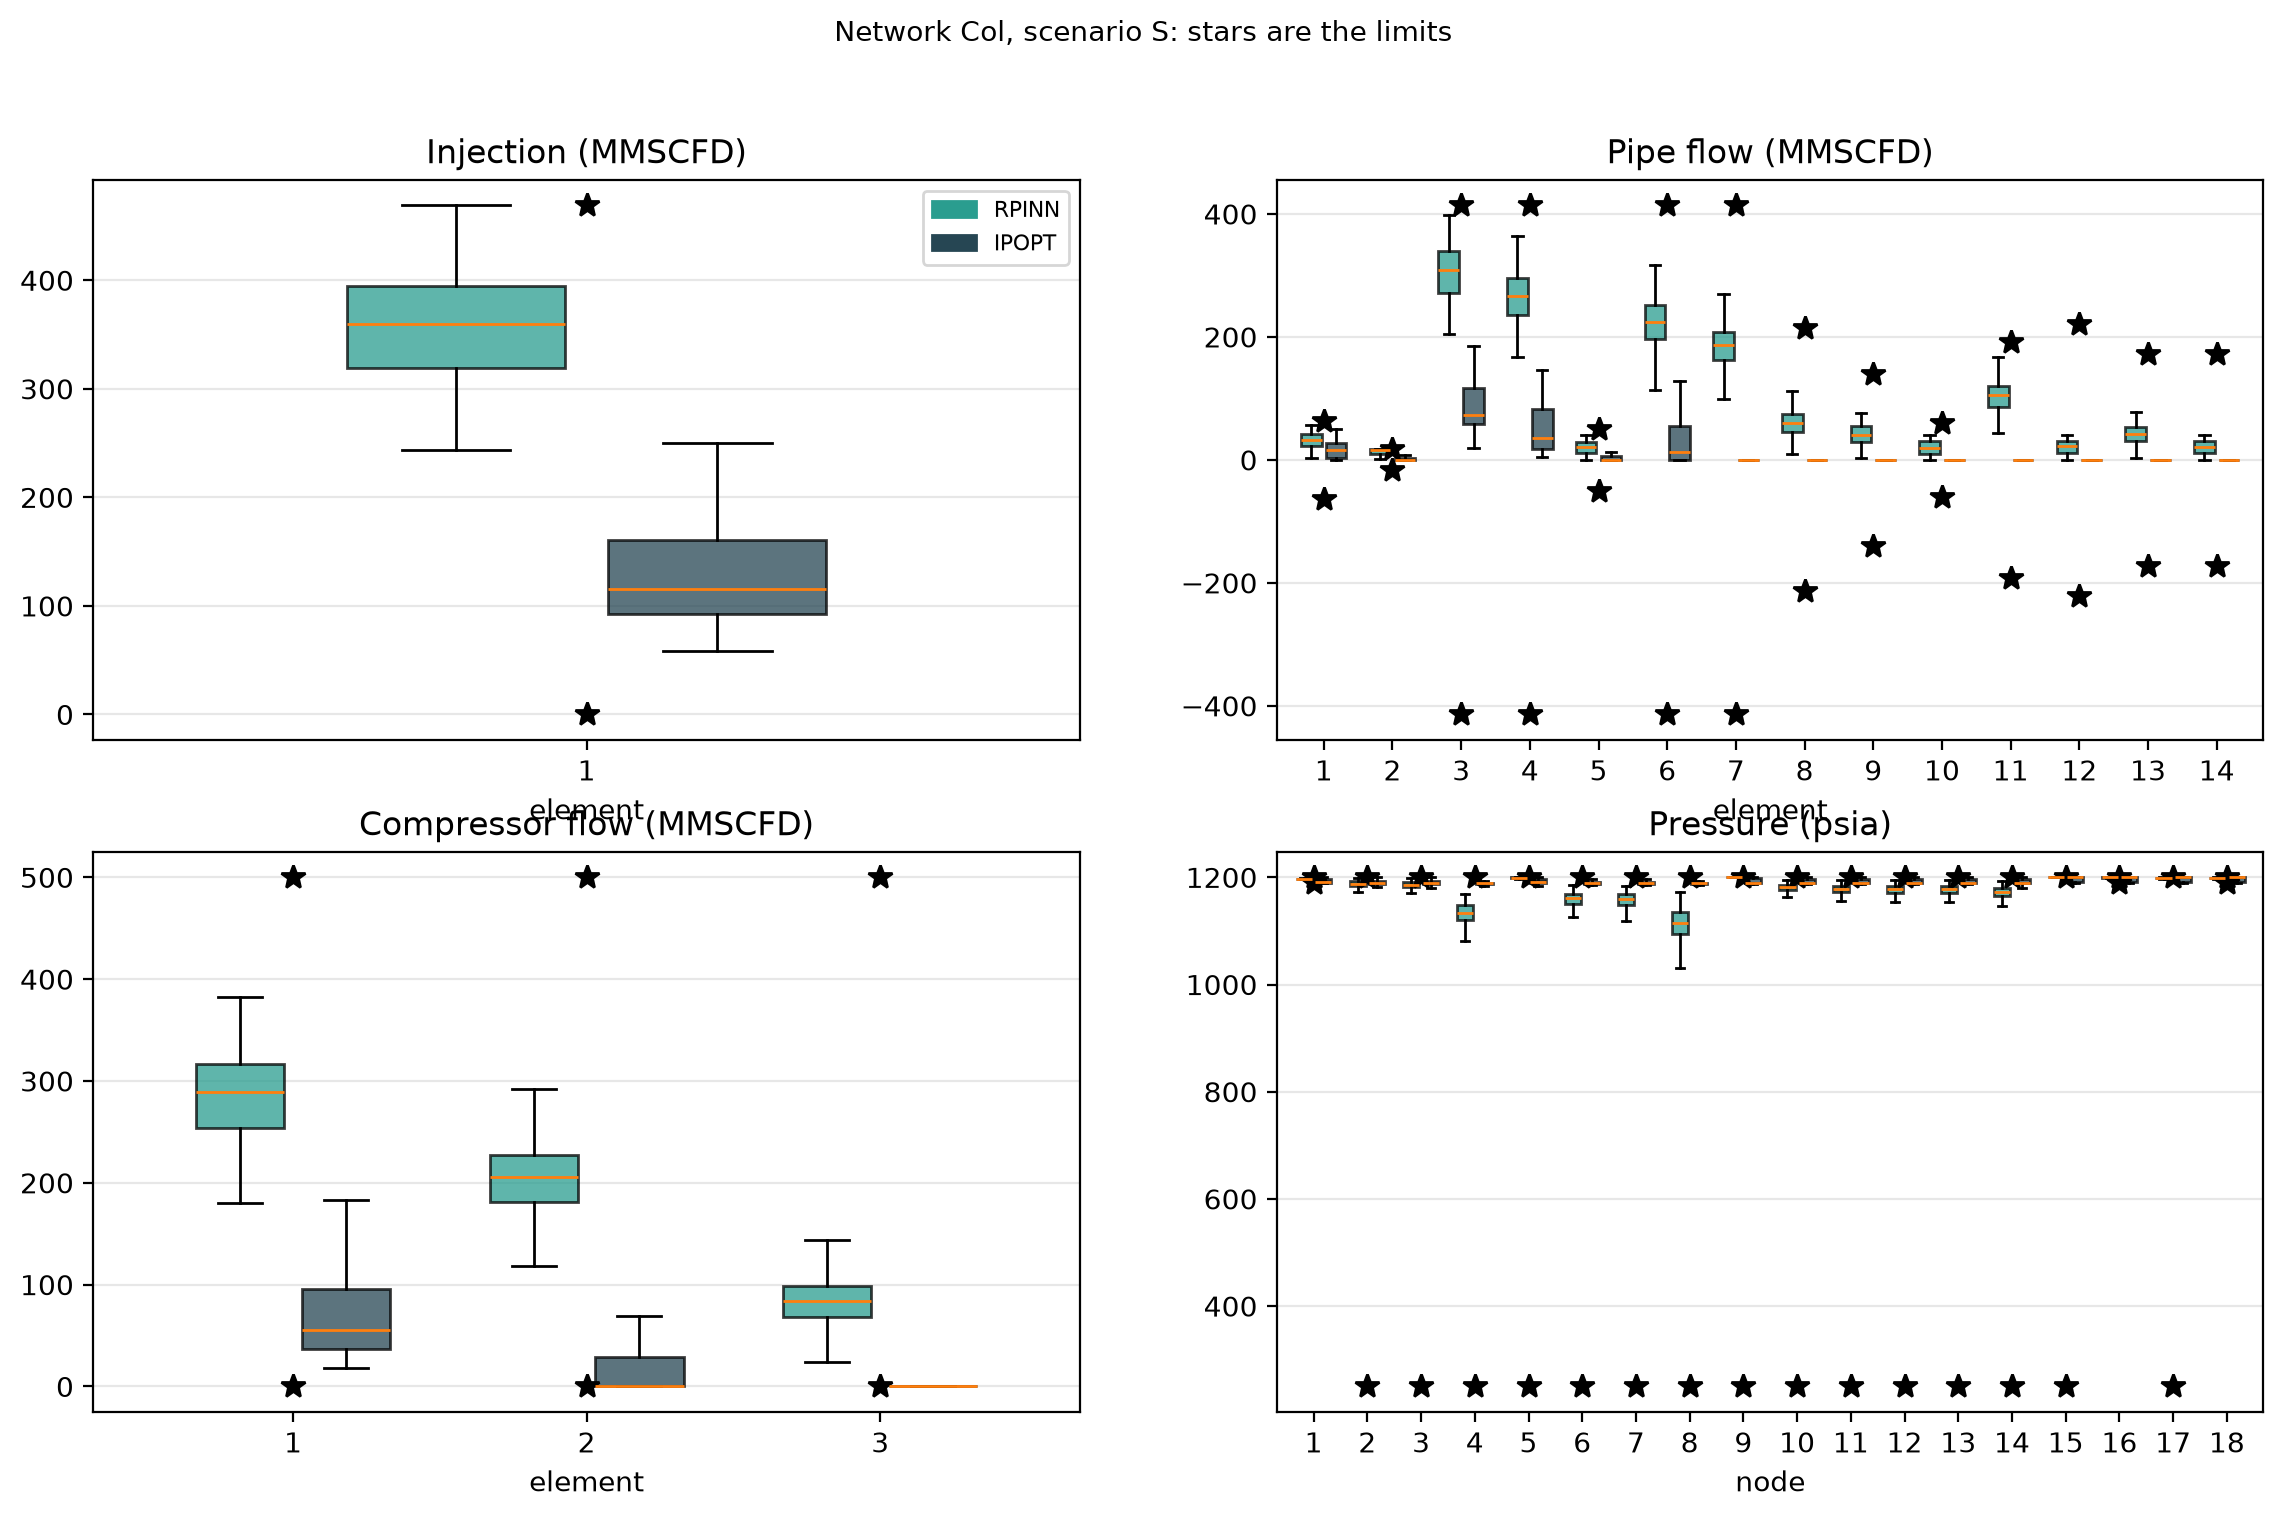 Network Col, scenario S: stars are the limits
Injection (MMSCFD)
400
300
200
100
0
RPINN
IPOPT
1
element
Pipe flow (MMSCFD)
400
200
0
−200
−400
1 2 3 4 5 6 7 8 9 10 11 12 13 14
element
Compressor flow (MMSCFD)
500
400
300
200
100
0
1 2 3
element
Pressure (psia)
1200
1000
800
600
400
1 2 3 4 5 6 7 8 9 10 11 12 13 14 15 16 17 18
node